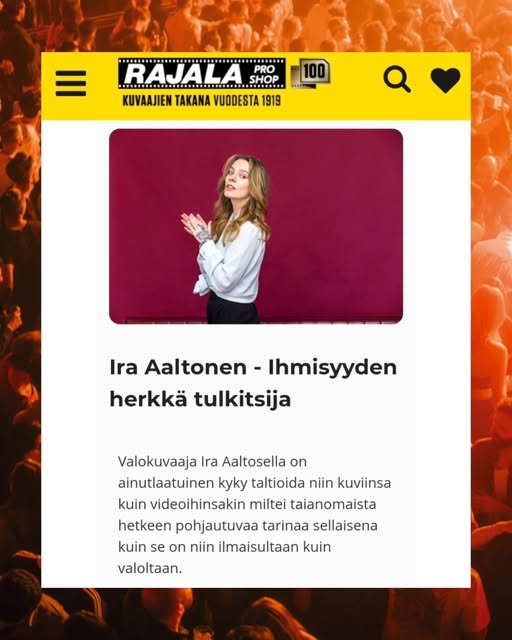 RAJALA PRO SHOP 100
KUVAAJIEN TAKANA VUODESTA 1919
Ira Aaltonen - Ihmisyyden
herkkä tulkitsija
Valokuvaaja Ira Aaltosella on
ainutlaatuinen kyky taltioida niin kuviinsa
kuin videoihinsakin miltei taianomaista
hetkeen pohjautuvaa tarinaa sellaisena
kuin se on niin ilmaisultaan kuin
valoltaan.